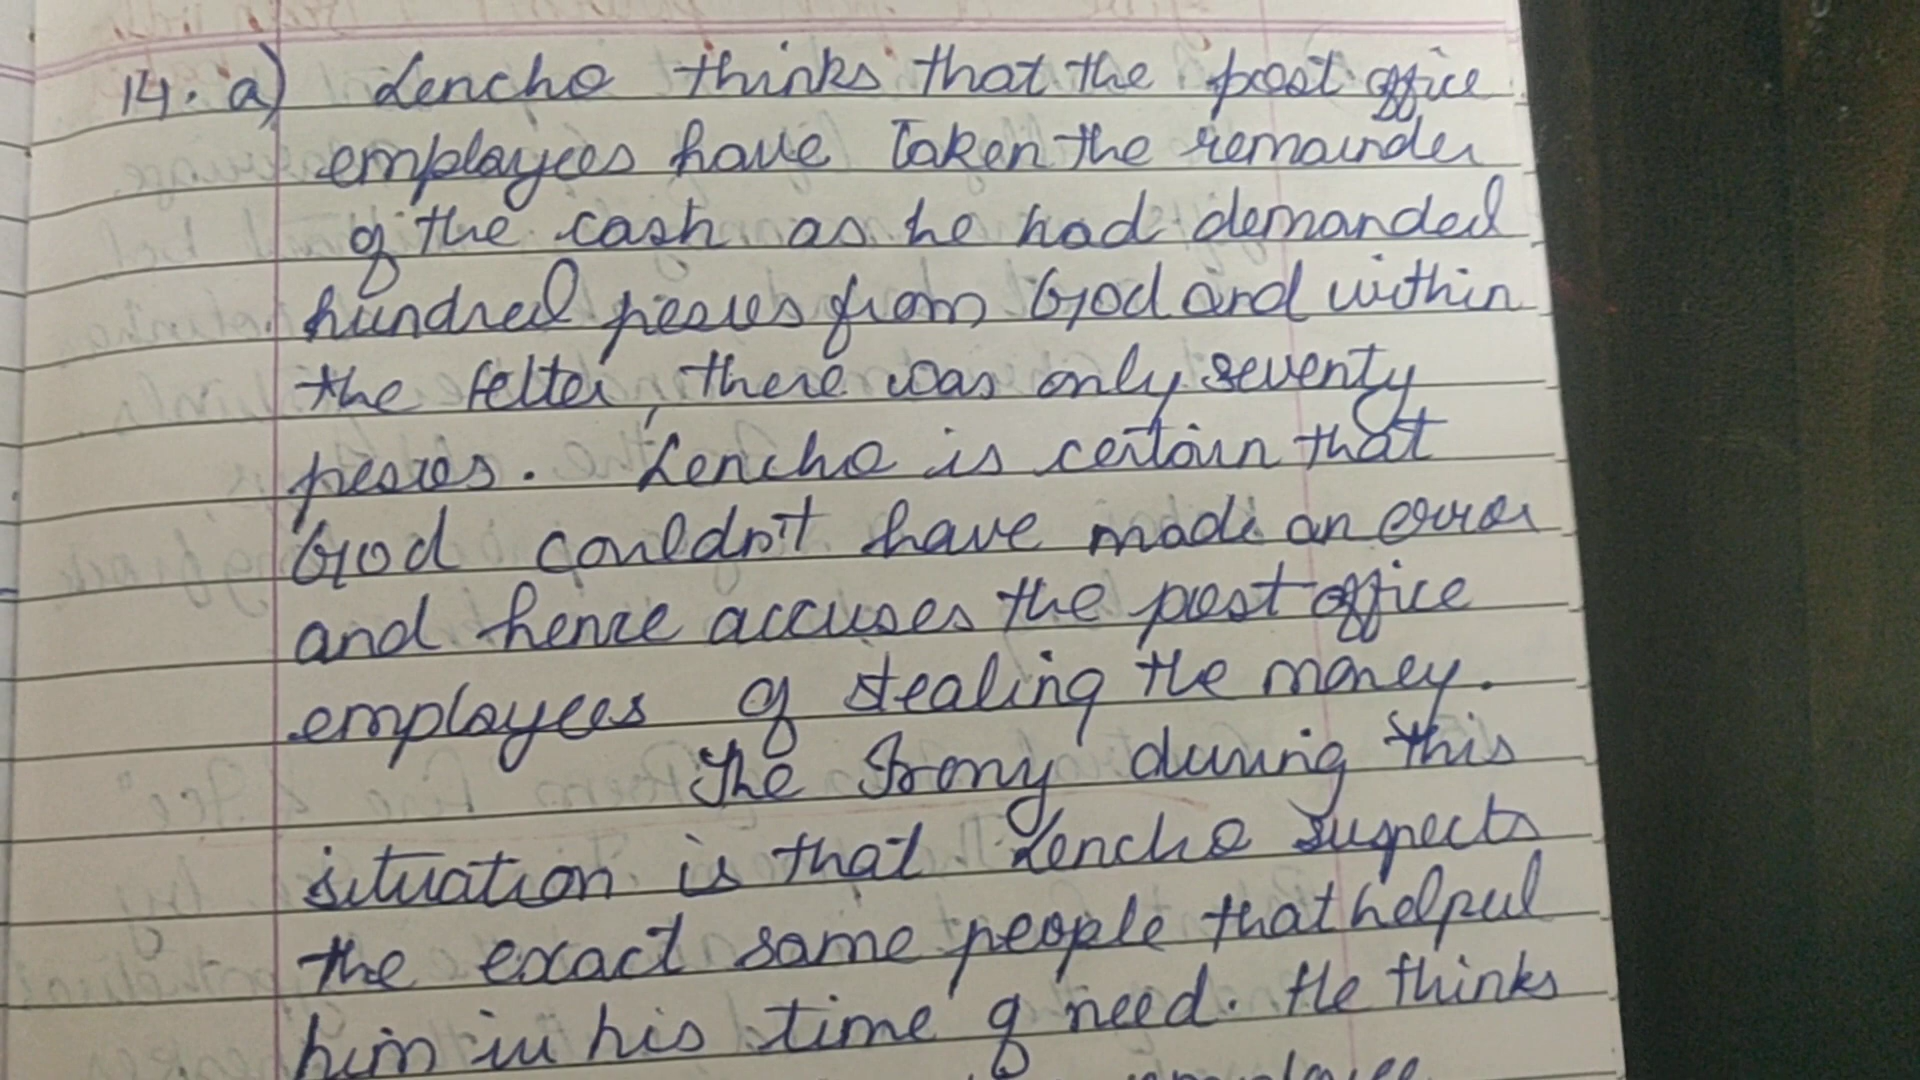 14. a) Lencho thinks that the post office
employees have taken the remainder
of the cash as he had demanded
hundred pesos from God and within
the letter, there was only seventy
pesos. Lencho is certain that
God couldn't have made an error
and hence accuses the post office
employees of stealing the money.
The Irony during this
situation is that Lencho suspects
the exact same people that helped
him in his time of need. He thinks
employee